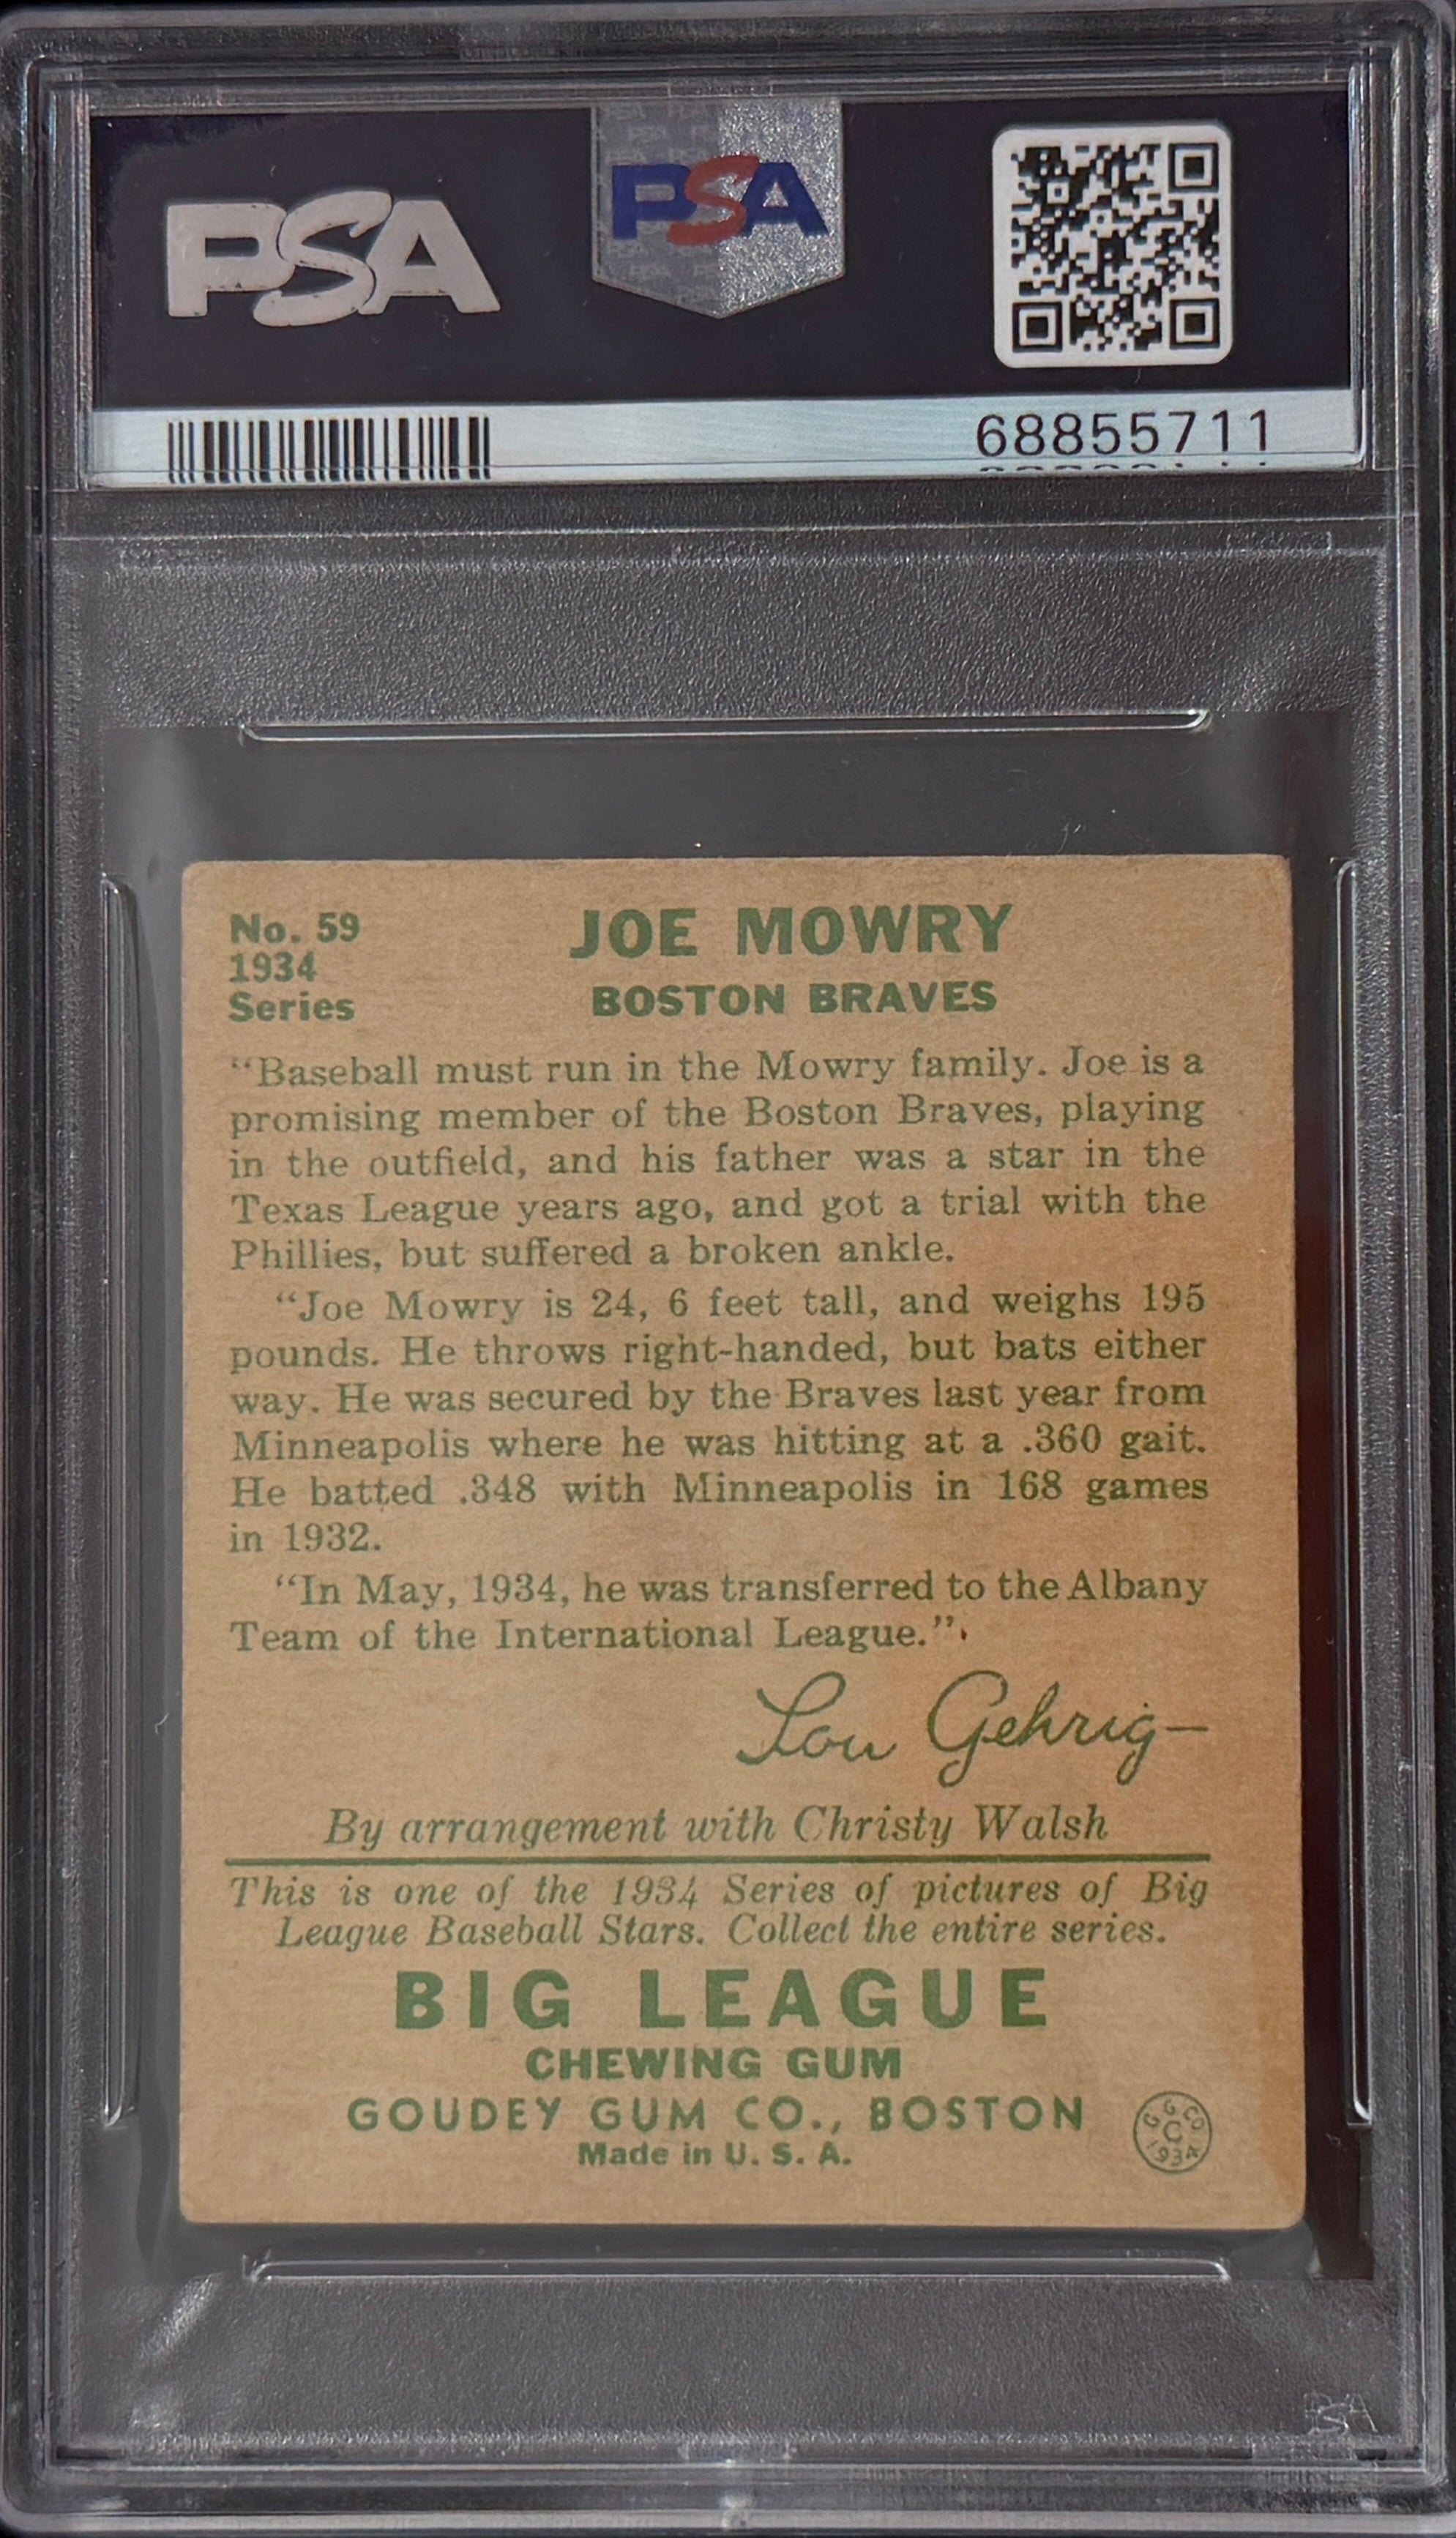 PSA
PSA
68855711
No. 59
1934
Series
JOE MOWRY
BOSTON BRAVES
“Baseball must run in the Mowry family. Joe is a
promising member of the Boston Braves, playing
in the outfield, and his father was a star in the
Texas League years ago, and got a trial with the
Phillies, but suffered a broken ankle.
“Joe Mowry is 24, 6 feet tall, and weighs 195
pounds. He throws right-handed, but bats either
way. He was secured by the Braves last year from
Minneapolis where he was hitting at a .360 gait.
He batted .348 with Minneapolis in 168 games
in 1932.
“In May, 1934, he was transferred to the Albany
Team of the International League.”
Lou Gehrig
By arrangement with Christy Walsh
This is one of the 1934 Series of pictures of Big
League Baseball Stars. Collect the entire series.
BIG LEAGUE
CHEWING GUM
GOUDEY GUM CO., BOSTON
Made in U. S. A.
G G CO
C
1934
PSA